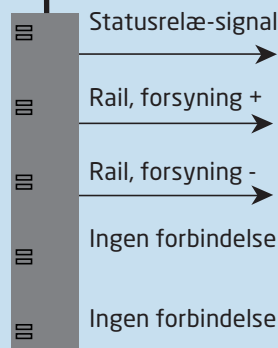 Statusrelæ-signal
Rail, forsyning +
Rail, forsyning -
Ingen forbindelse
Ingen forbindelse